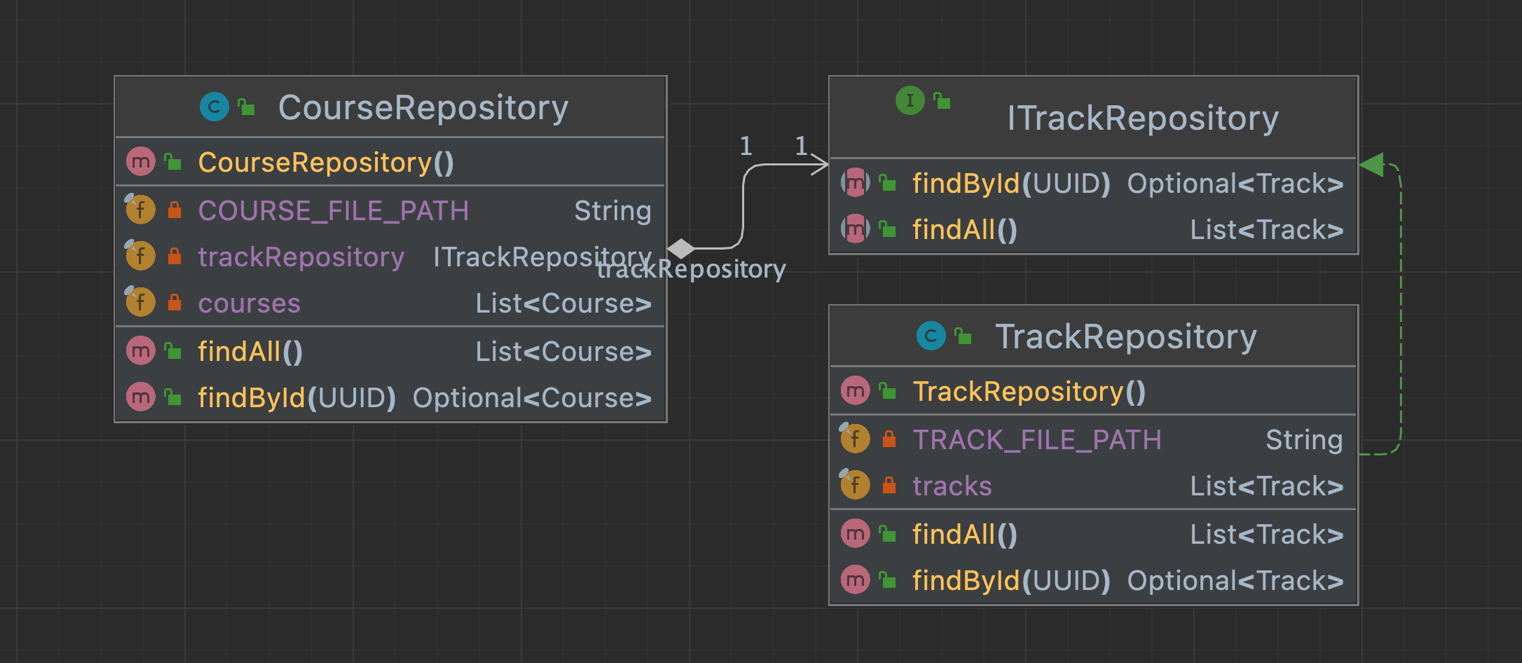 CourseRepository
CourseRepository()
COURSE_FILE_PATH String
trackRepository ITrackRepository
courses List<Course>
findAll() List<Course>
findById(UUID) Optional<Course>
1 1
trackRepository
ITrackRepository
findById(UUID) Optional<Track>
findAll() List<Track>
TrackRepository
TrackRepository()
TRACK_FILE_PATH String
tracks List<Track>
findAll() List<Track>
findById(UUID) Optional<Track>